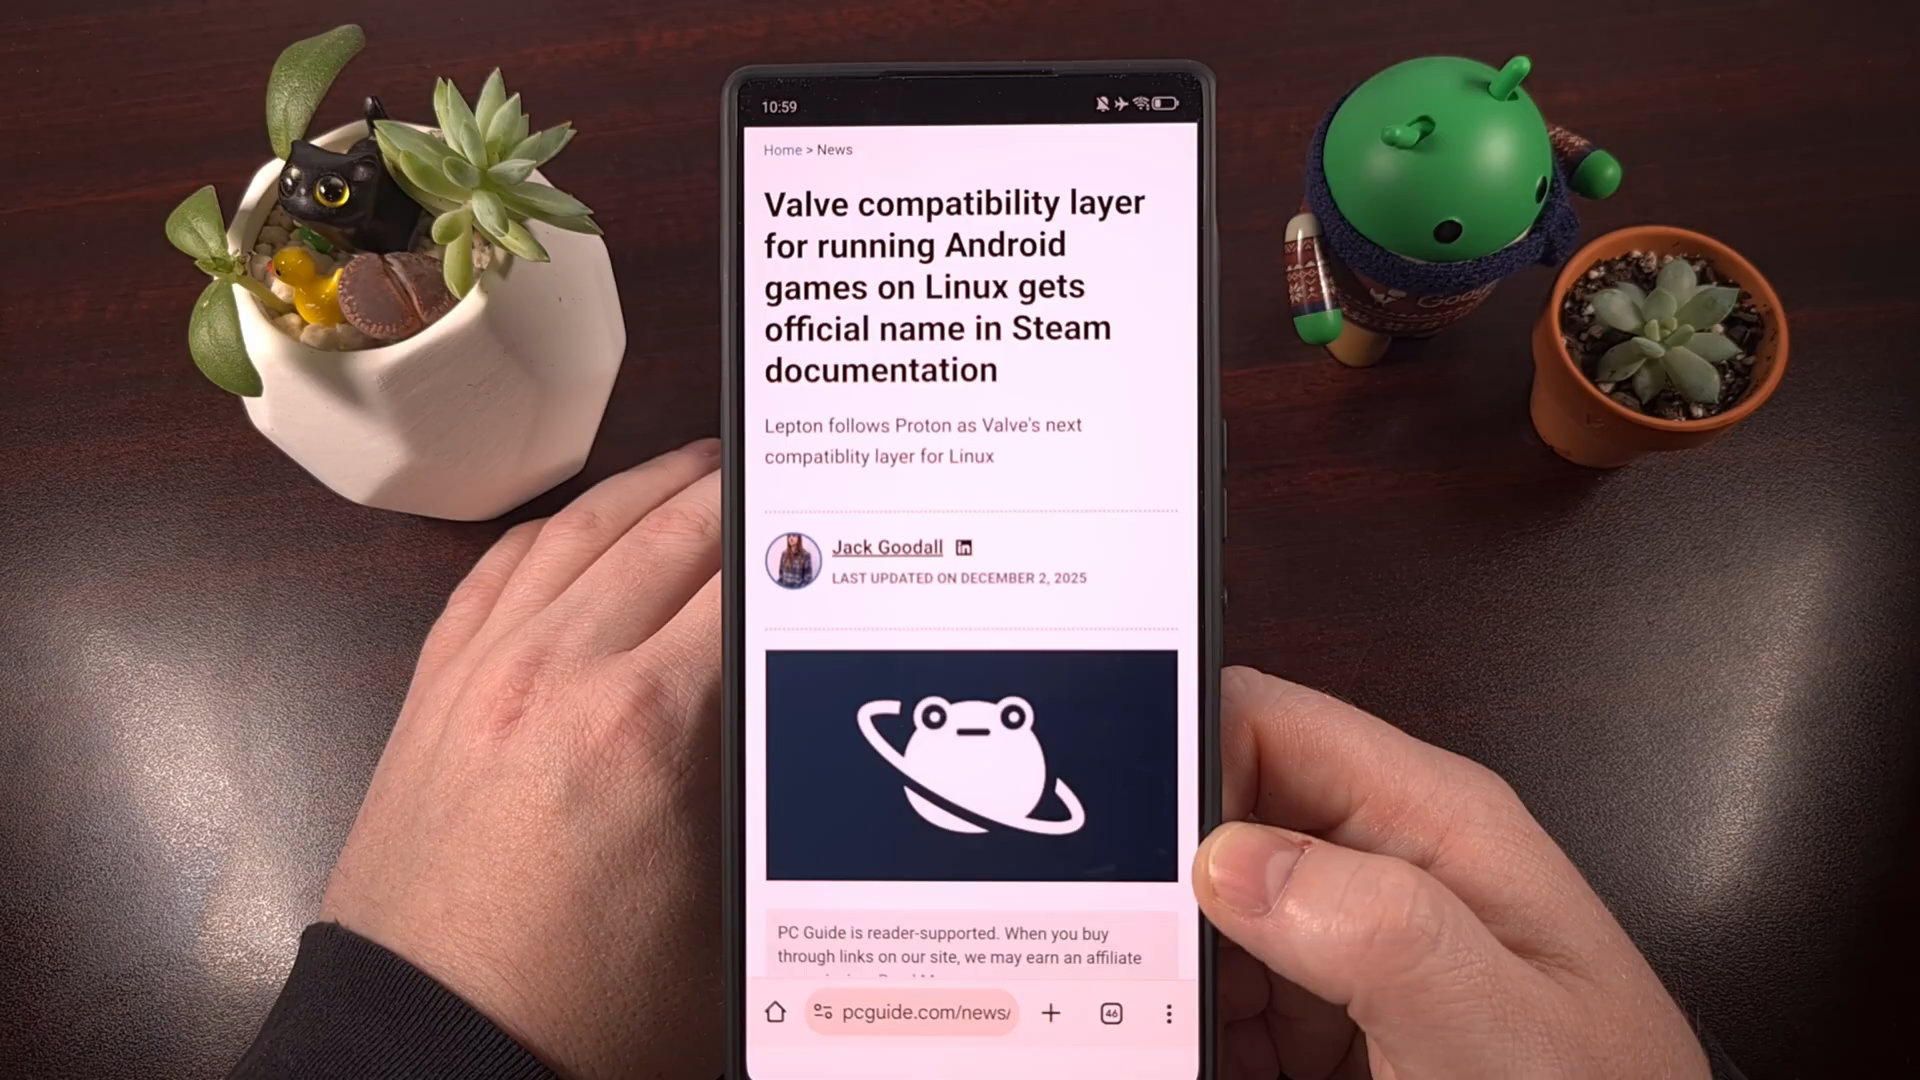 10:59
Home > News
Valve compatibility layer
for running Android
games on Linux gets
official name in Steam
documentation
Lepton follows Proton as Valve's next
compatiblity layer for Linux
Jack Goodall in
LAST UPDATED ON DECEMBER 2, 2025
PC Guide is reader-supported. When you buy
through links on our site, we may earn an affiliate
pcguide.com/news/
46